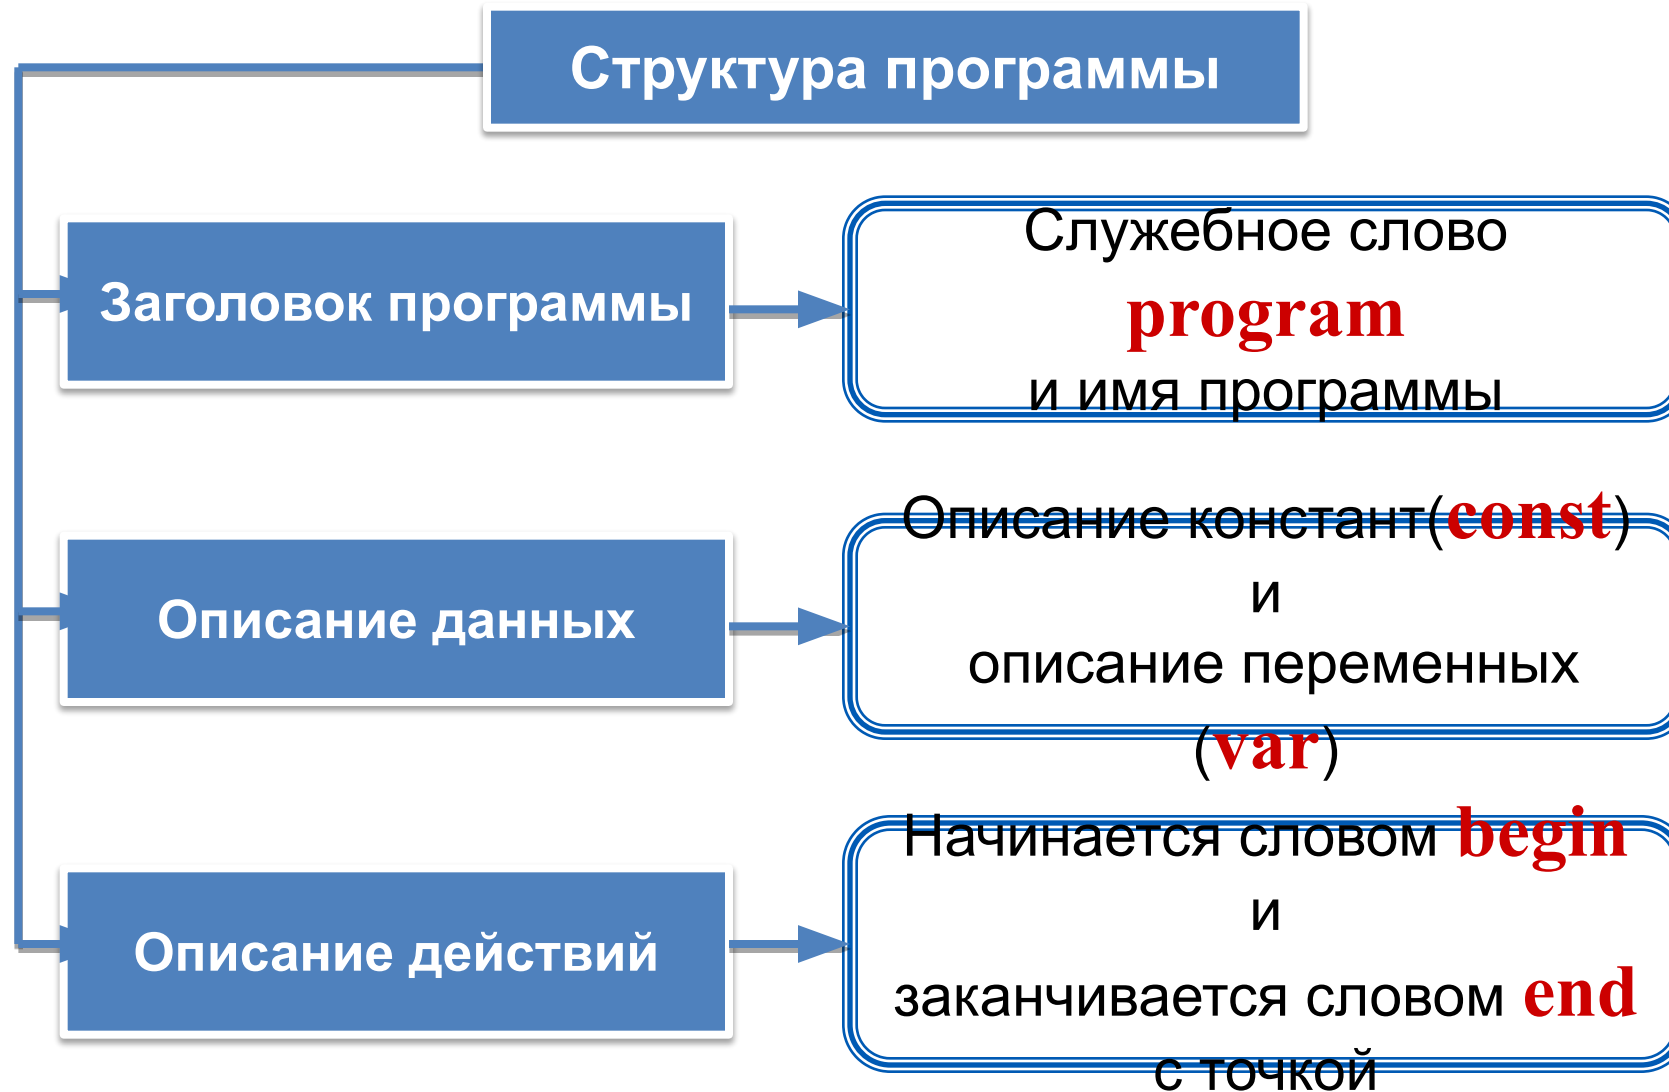 Структура программы
Заголовок программы
Служебное слово
program
и имя программы
Описание данных
Описание констант(const)
и
описание переменных
(var)
Описание действий
Начинается словом begin
и
заканчивается словом end
с точкой